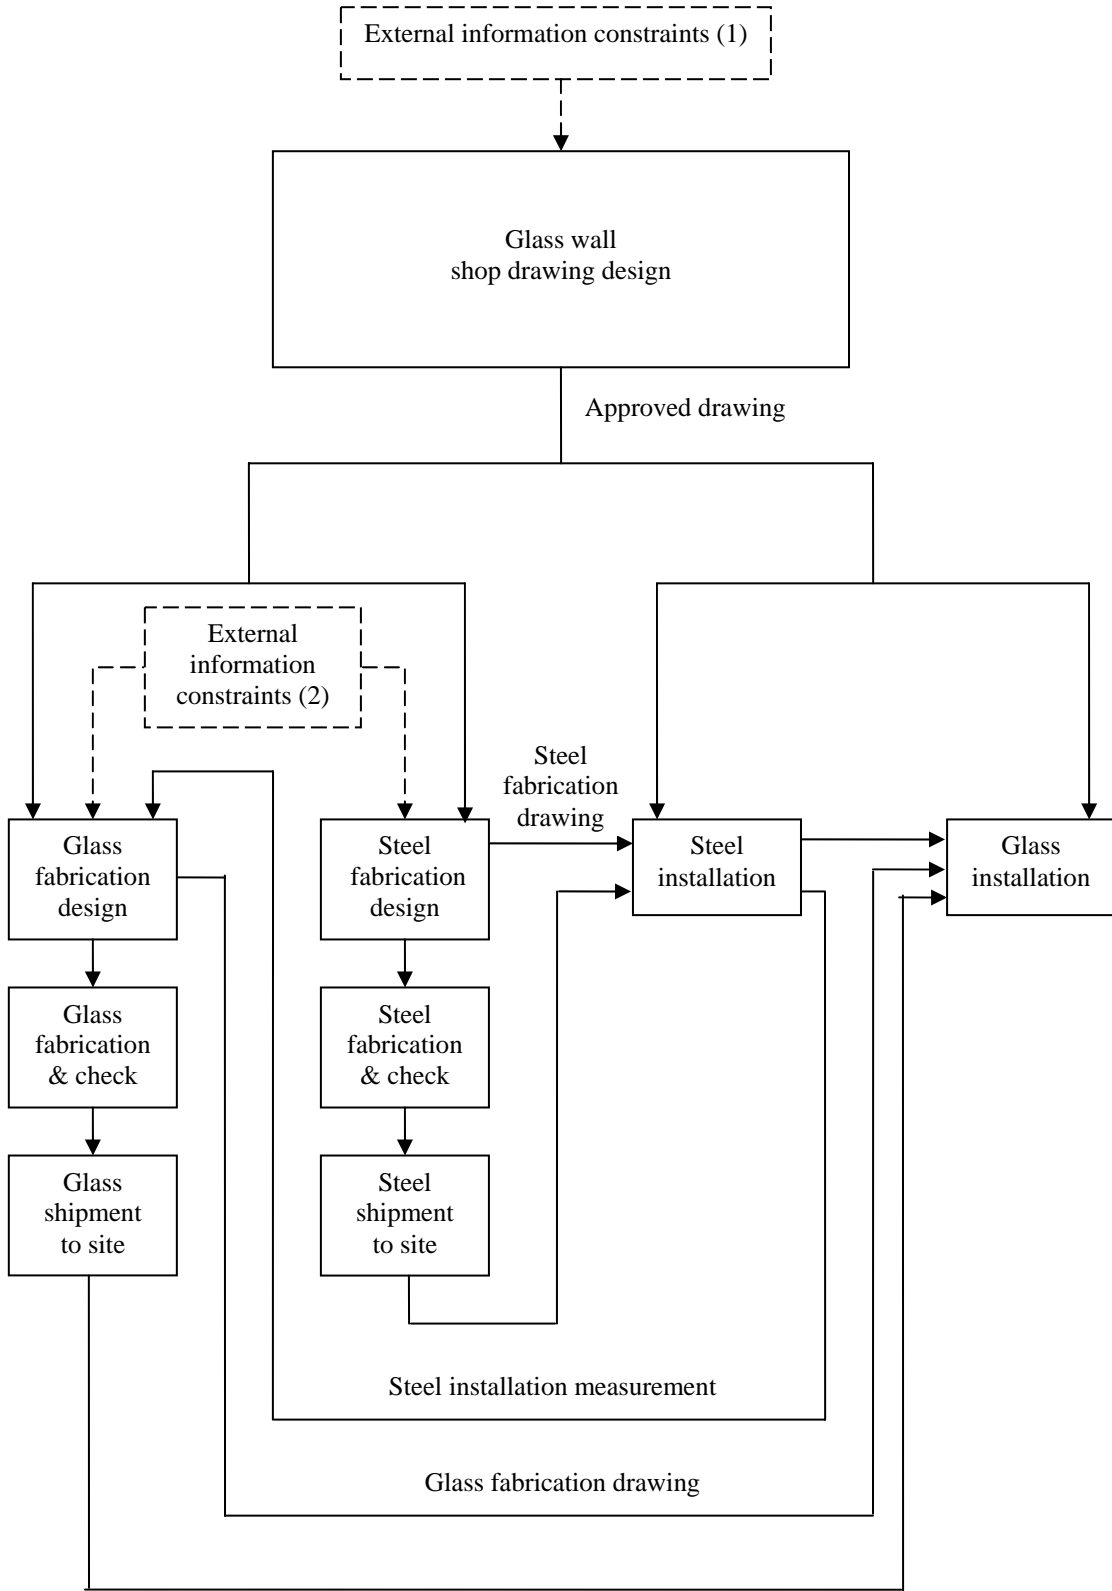 External information constraints (1)
Glass wall
shop drawing design
Approved drawing
External
information
constraints (2)
Steel
fabrication
drawing
Glass
fabrication
design
Steel
fabrication
design
Steel
installation
Glass
installation
Glass
fabrication
& check
Steel
fabrication
& check
Glass
shipment
to site
Steel
shipment
to site
Steel installation measurement
Glass fabrication drawing